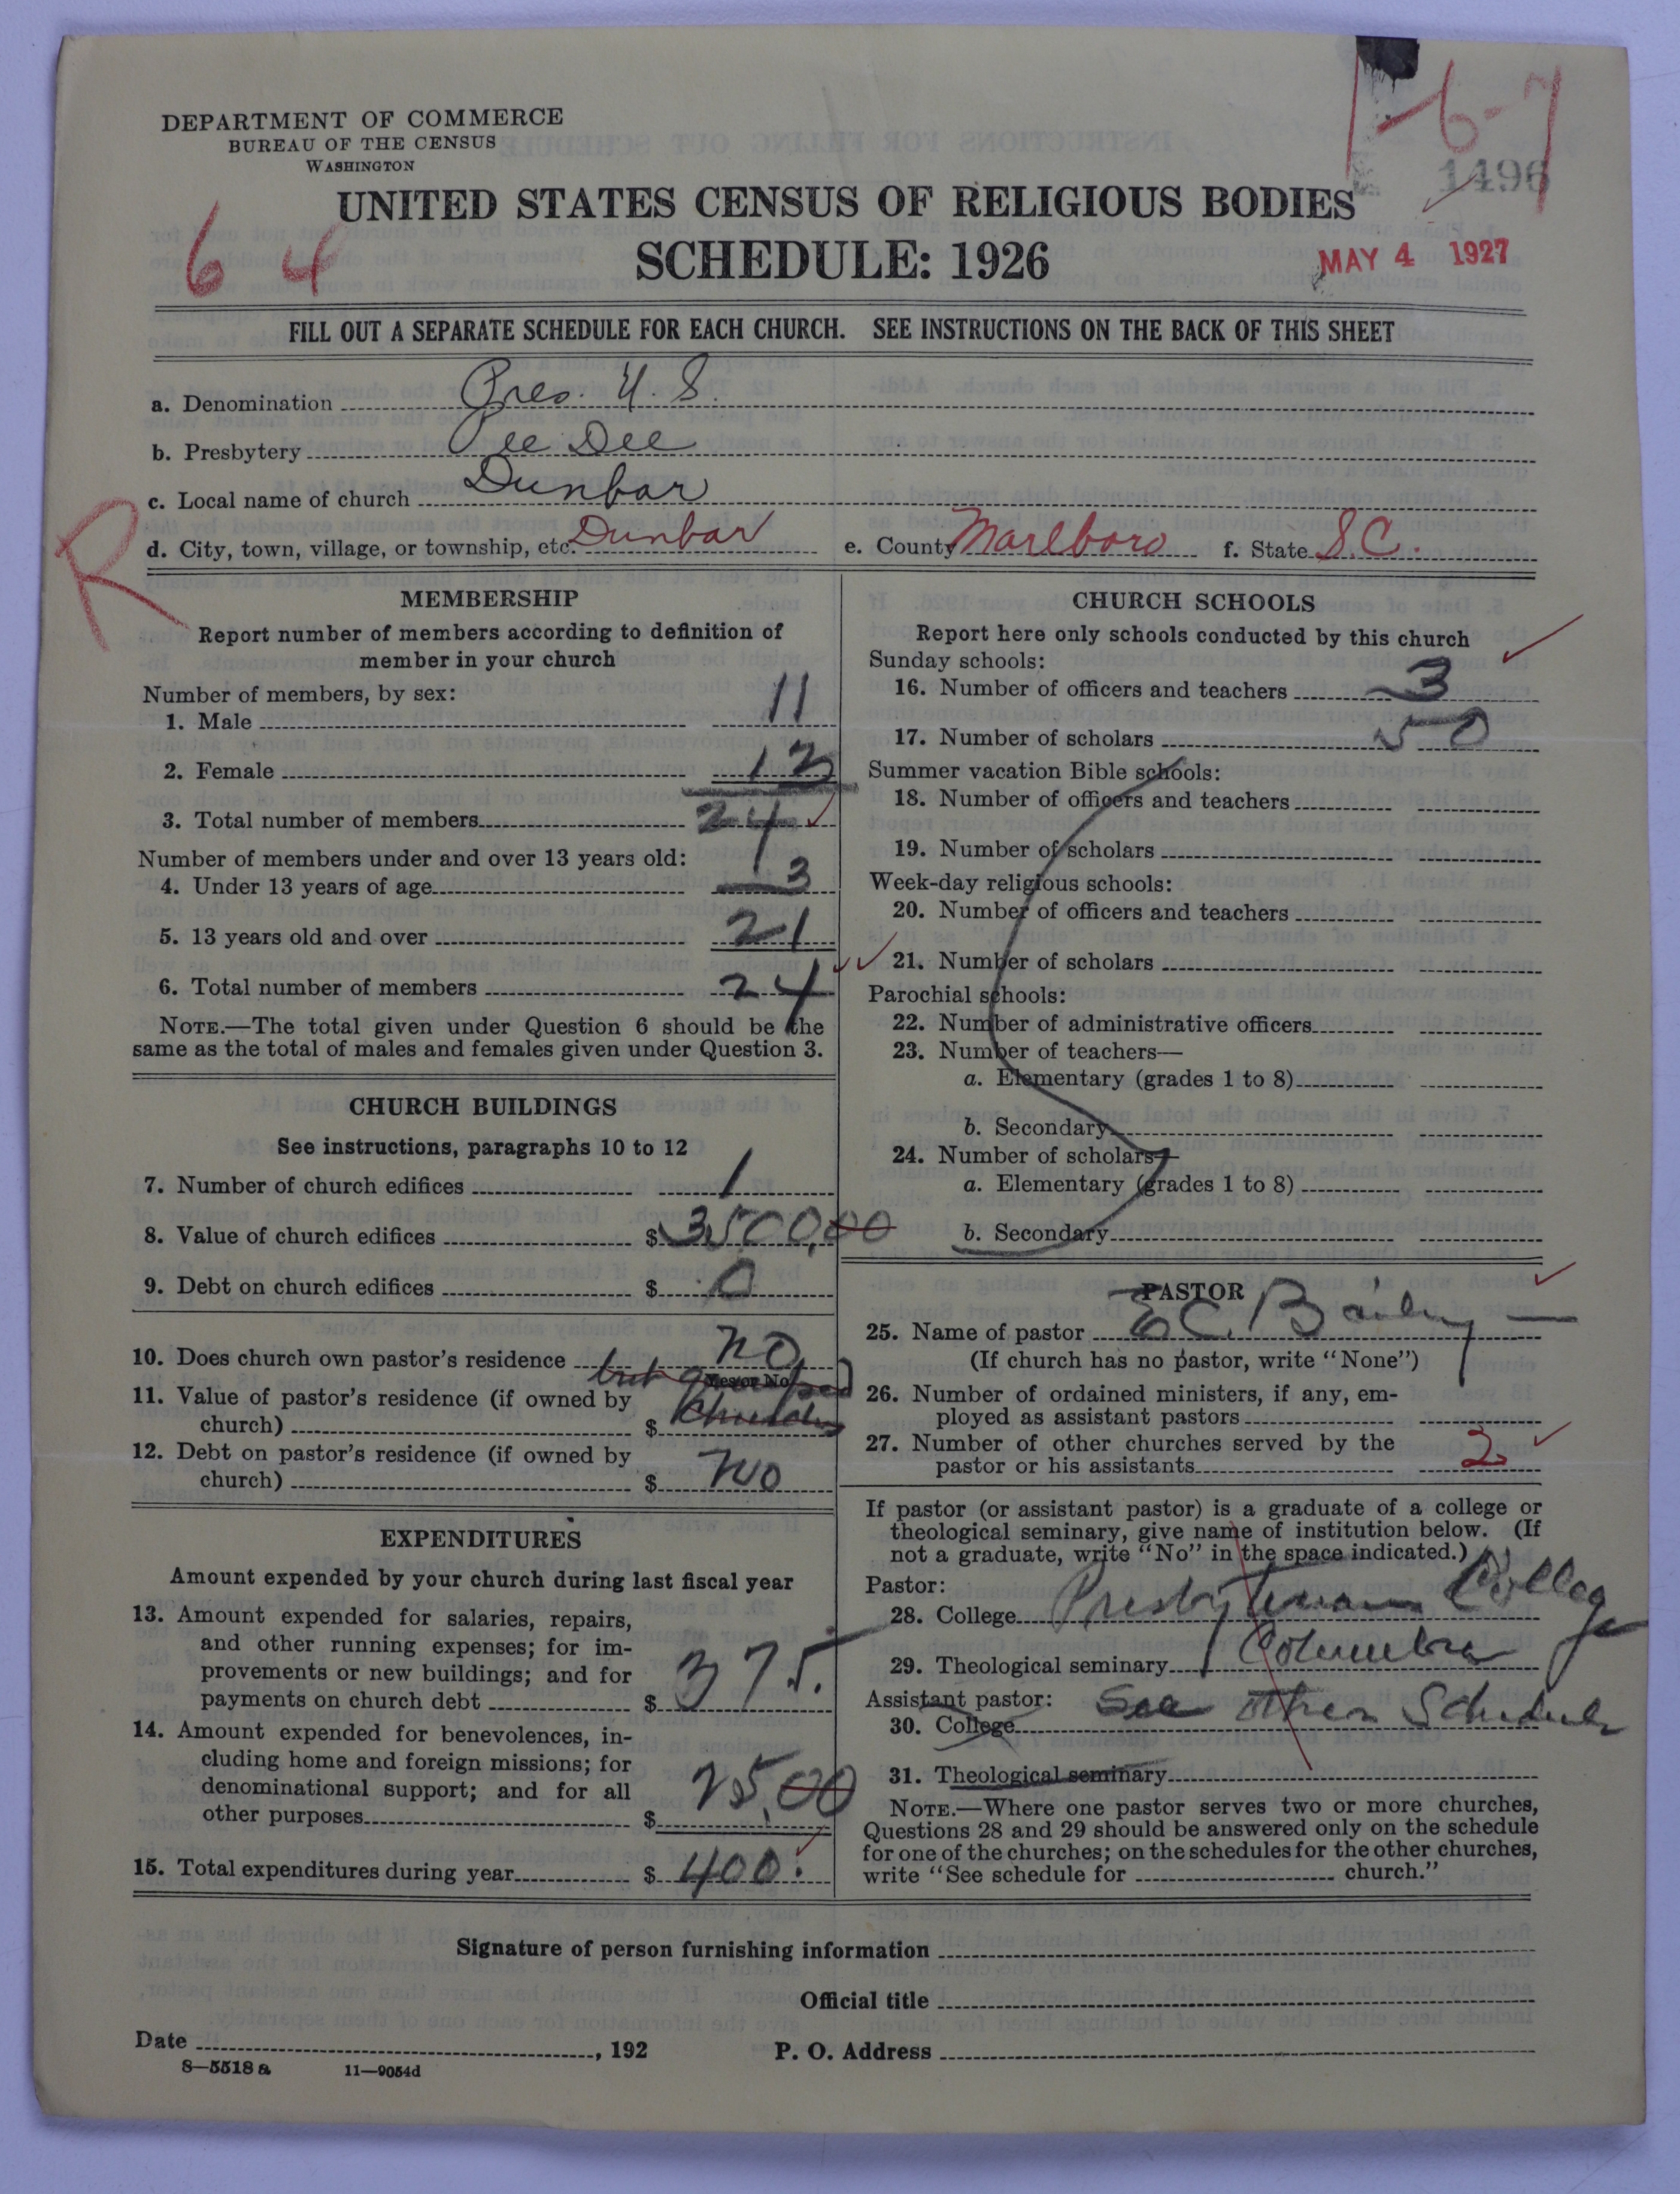 1-6-7
DEPARTMENT OF COMMERCE
BUREAU OF THE CENSUS
WASHINGTON
1496
UNITED STATES CENSUS OF RELIGIOUS BODIES
SCHEDULE: 1926
64
MAY 4 1927
FILL OUT A SEPARATE SCHEDULE FOR EACH CHURCH. SEE INSTRUCTIONS ON THE BACK OF THIS SHEET
a. Denomination Pres. U. S.
b. Presbytery Pee Dee
c. Local name of church Dunbar
R
d. City, town, village, or township, etc. Dunbar e. County Marlboro f. State S.C.
MEMBERSHIP
Report number of members according to definition of
member in your church
Number of members, by sex:
1. Male 11
2. Female 13
3. Total number of members 24
Number of members under and over 13 years old:
4. Under 13 years of age 3
5. 13 years old and over 21
6. Total number of members 24
NOTE.—The total given under Question 6 should be the
same as the total of males and females given under Question 3.
CHURCH BUILDINGS
See instructions, paragraphs 10 to 12
7. Number of church edifices 1
8. Value of church edifices $ 3500,00
9. Debt on church edifices $ 0
10. Does church own pastor's residence no
Yes or No
11. Value of pastor's residence (if owned by
church) $
12. Debt on pastor's residence (if owned by
church) $ no
EXPENDITURES
Amount expended by your church during last fiscal year
13. Amount expended for salaries, repairs,
and other running expenses; for im-
provements or new buildings; and for
payments on church debt $ 375.
14. Amount expended for benevolences, in-
cluding home and foreign missions; for
denominational support; and for all
other purposes $ 25,00
15. Total expenditures during year $ 400.
CHURCH SCHOOLS
Report here only schools conducted by this church
Sunday schools:
16. Number of officers and teachers 3
17. Number of scholars 50
Summer vacation Bible schools:
18. Number of officers and teachers
19. Number of scholars
Week-day religious schools:
20. Number of officers and teachers
21. Number of scholars
Parochial schools:
22. Number of administrative officers
23. Number of teachers—
a. Elementary (grades 1 to 8)
b. Secondary
24. Number of scholars—
a. Elementary (grades 1 to 8)
b. Secondary
PASTOR
25. Name of pastor E C. Bailey
(If church has no pastor, write "None")
26. Number of ordained ministers, if any, em-
ployed as assistant pastors
27. Number of other churches served by the
pastor or his assistants 2
If pastor (or assistant pastor) is a graduate of a college or
theological seminary, give name of institution below. (If
not a graduate, write "No" in the space indicated.)
Pastor:
28. College Presbyterian College
29. Theological seminary Columbia
Assistant pastor: See other Schedule
30. College
31. Theological seminary
NOTE.—Where one pastor serves two or more churches,
Questions 28 and 29 should be answered only on the schedule
for one of the churches; on the schedules for the other churches,
write "See schedule for church."
Signature of person furnishing information
Official title
Date , 192 P. O. Address
8—5518 a 11—9054d